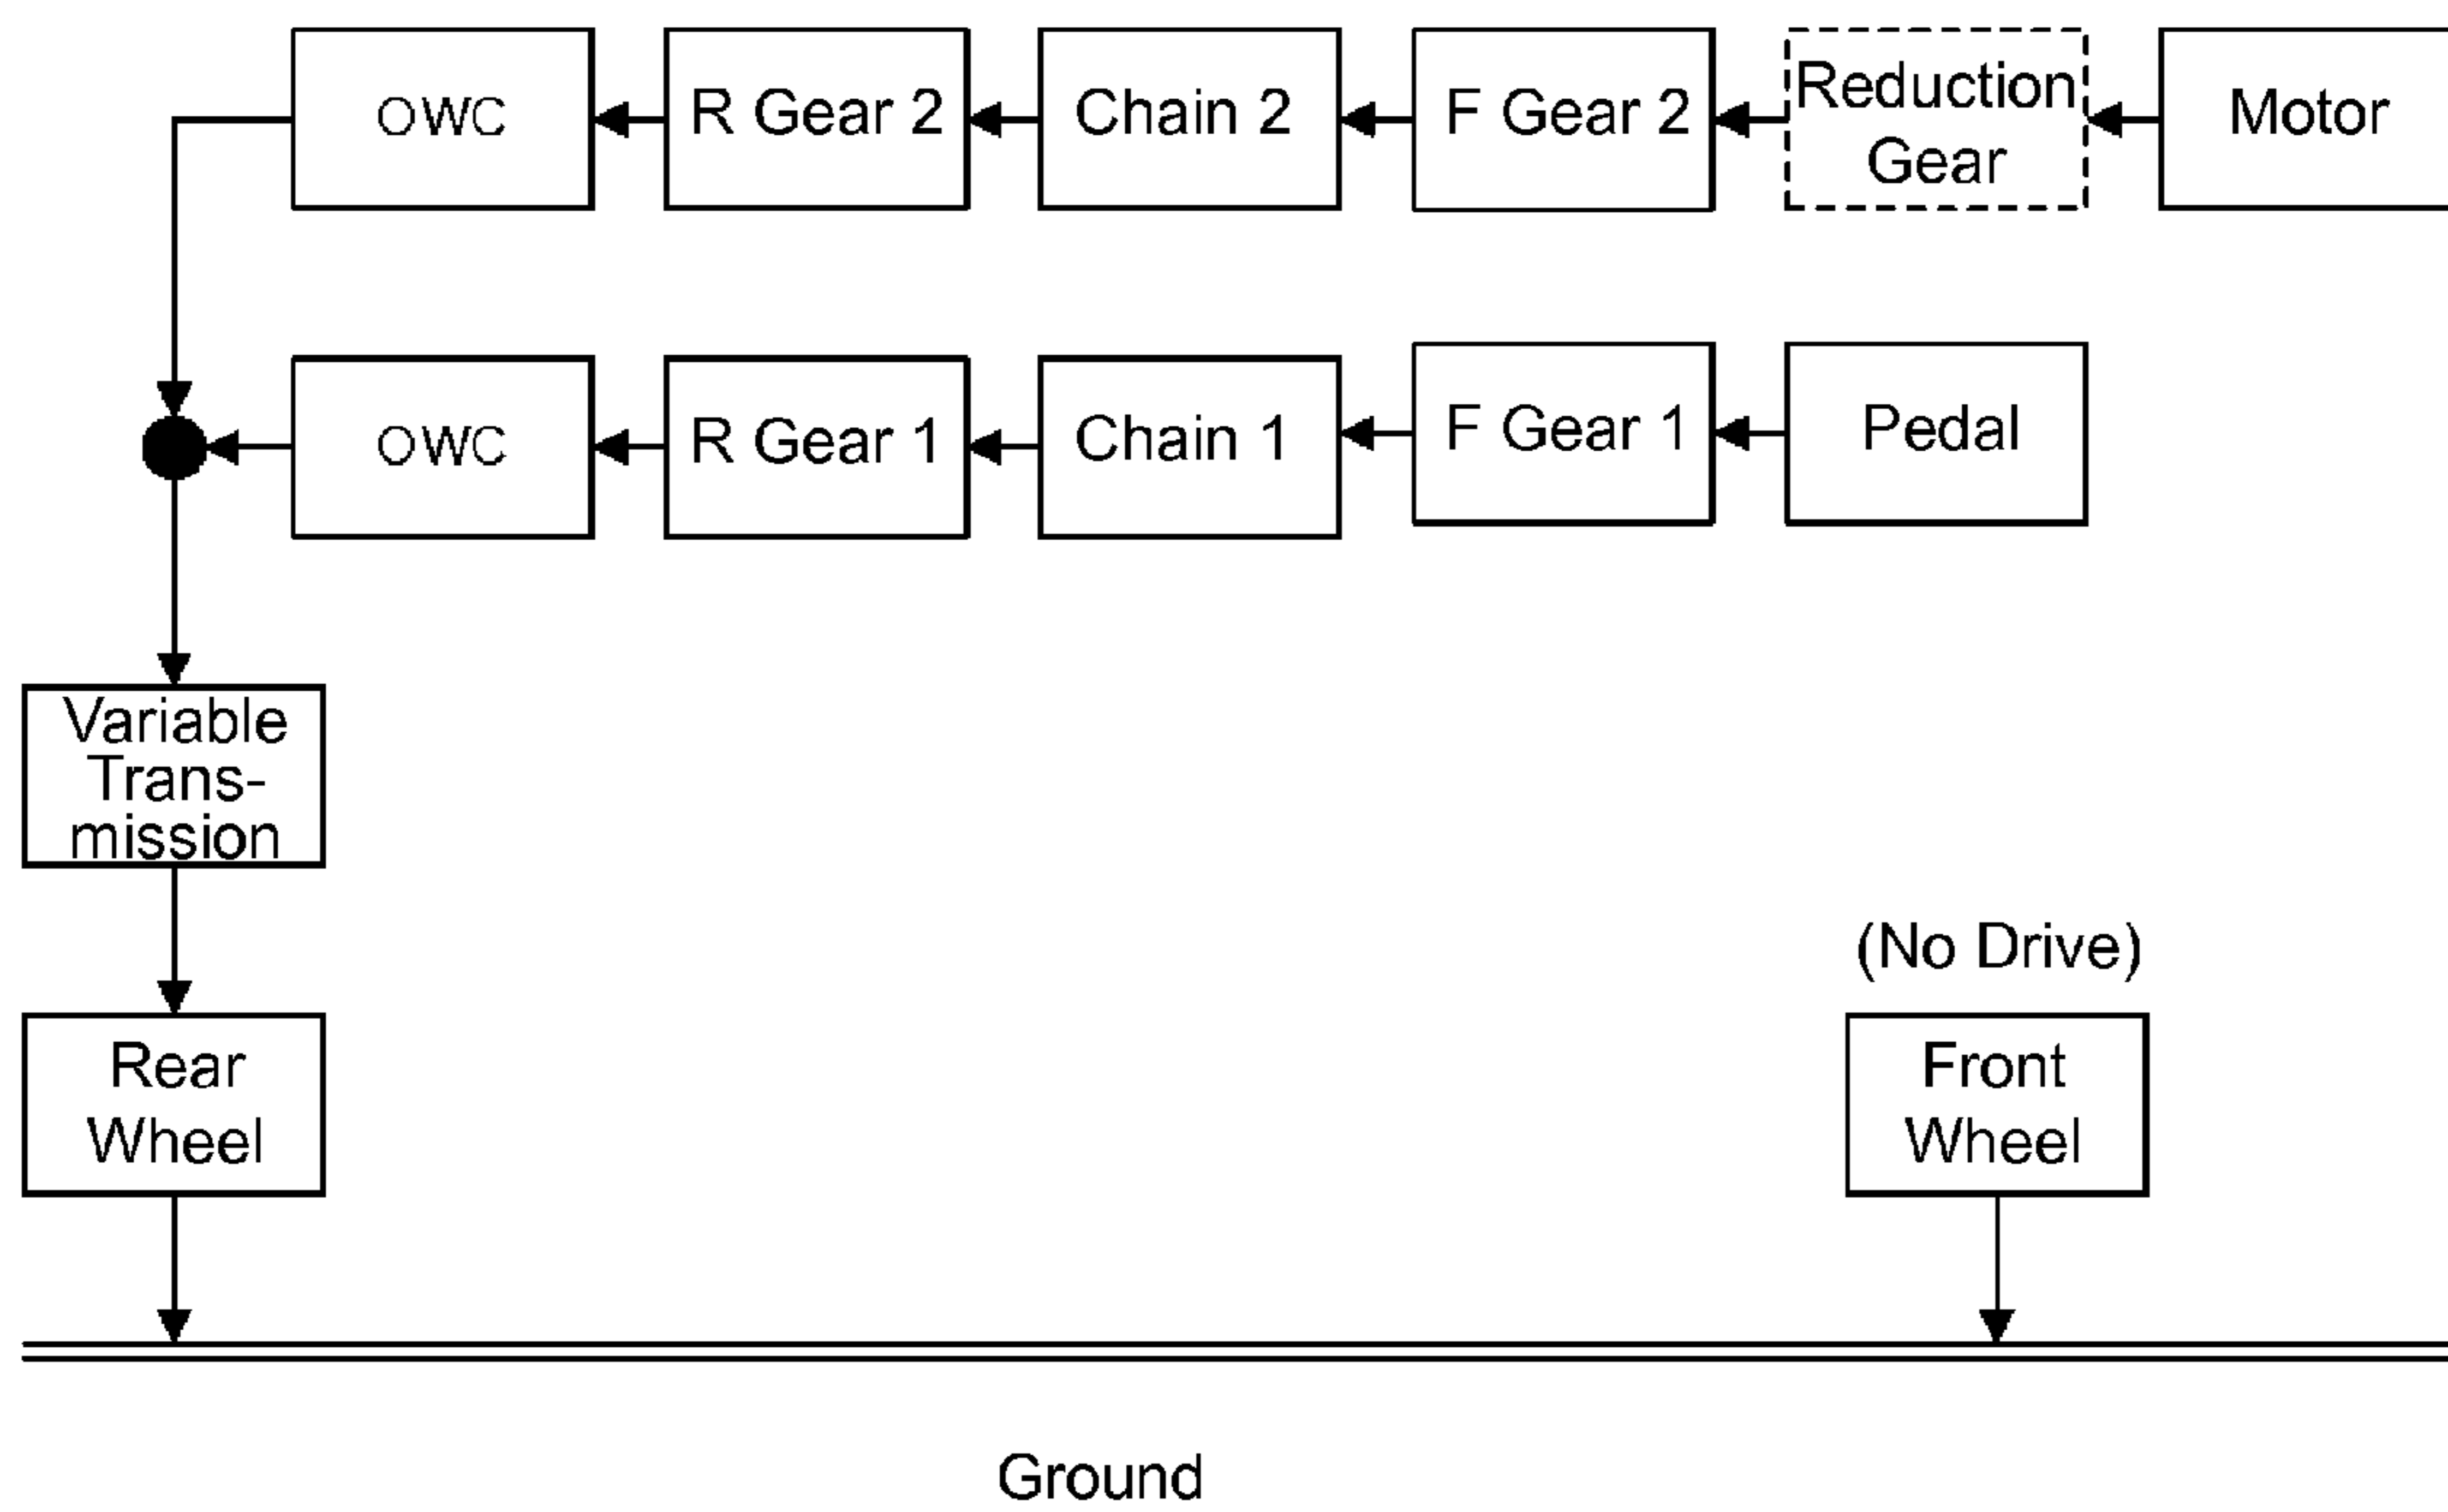 OWC
R Gear 2
Chain 2
F Gear 2
Reduction
Gear
Motor
OWC
R Gear 1
Chain 1
F Gear 1
Pedal
Variable
Trans-
mission
(No Drive)
Rear
Wheel
Front
Wheel
Ground